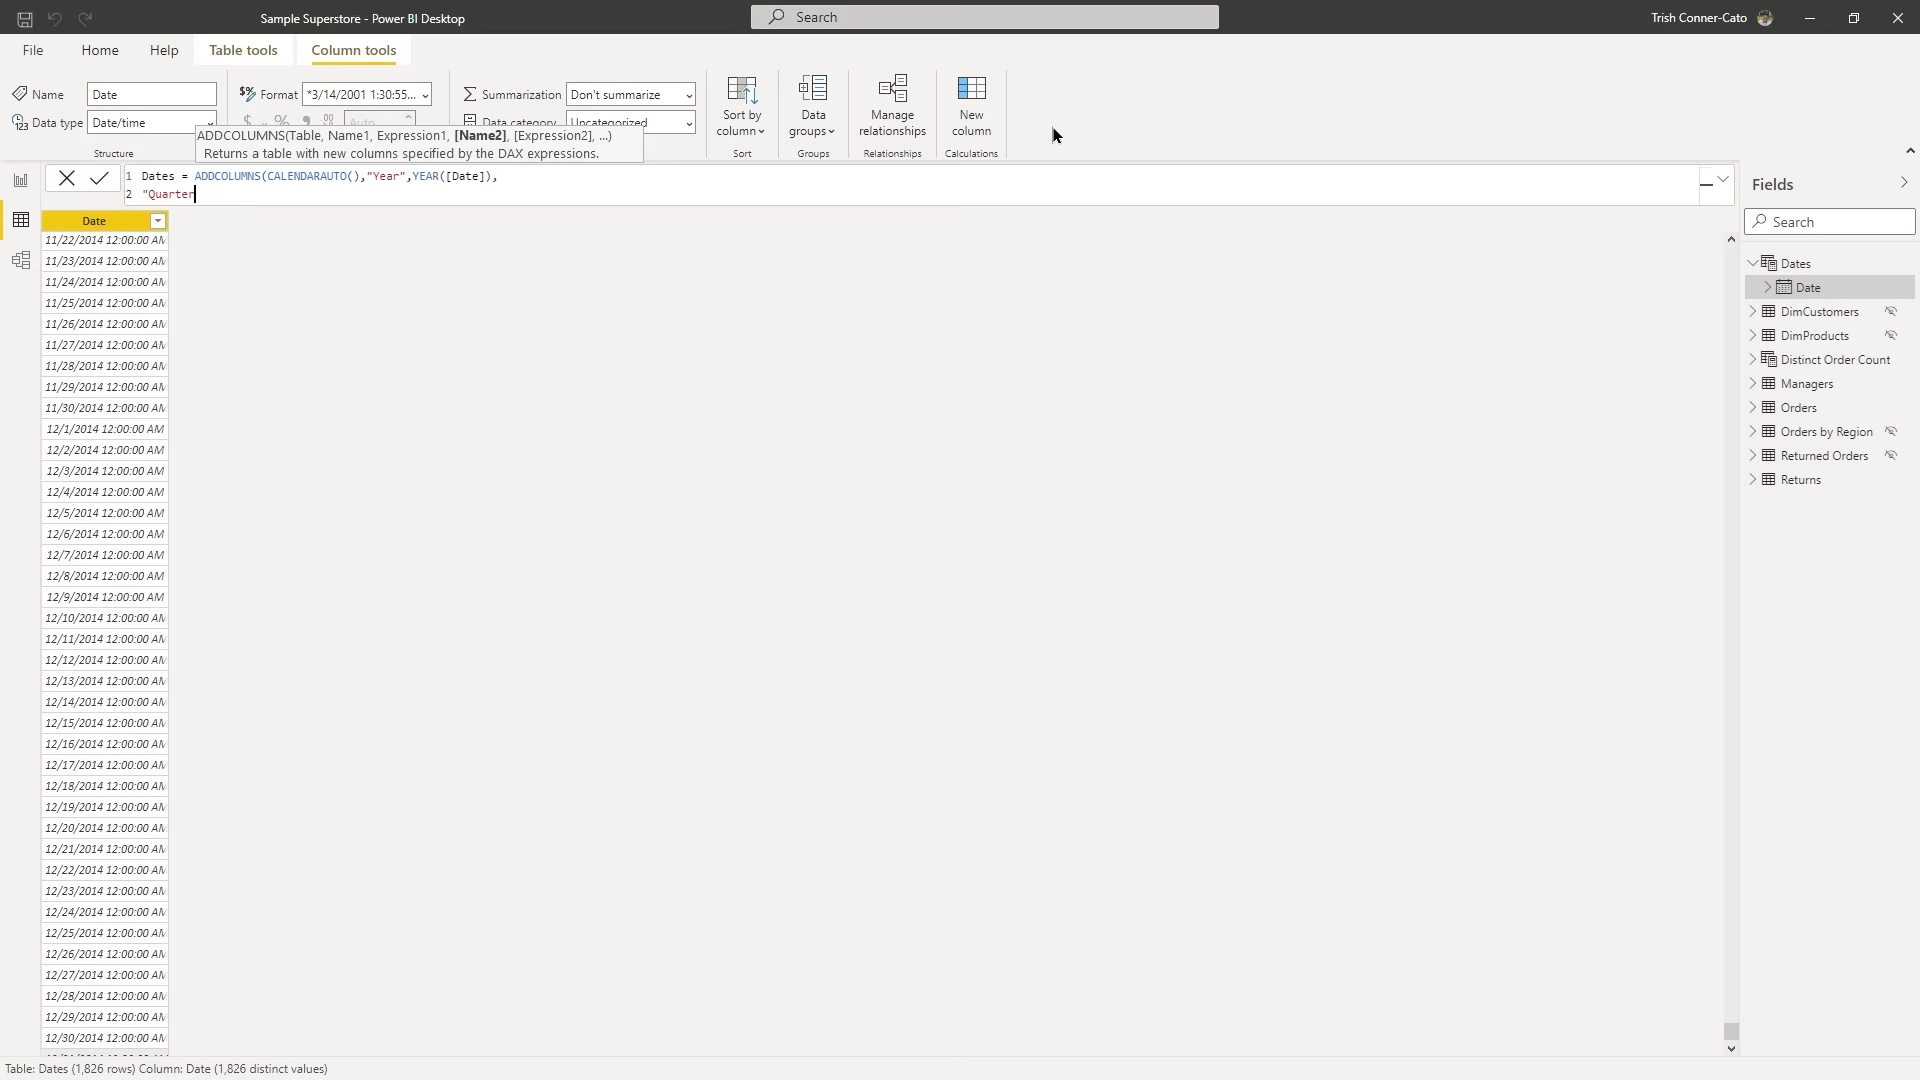 Sample Superstore - Power BI Desktop
Search
Trish Conner-Cato
File
Home
Help
Table tools
Column tools
Name
Date
Format
*3/14/2001 1:30:55...
Summarization
Don't summarize
Sort by
column
Data
groups
Manage
relationships
New
column
Data type
Date/time
Auto
Data category
Uncategorized
Structure
Sort
Groups
Relationships
Calculations
ADDCOLUMNS(Table, Name1, Expression1, [Name2], [Expression2], ...)
Returns a table with new columns specified by the DAX expressions.
1 Dates = ADDCOLUMNS(CALENDARAUTO(),"Year",YEAR([Date]),
2 "Quarter
Date
11/22/2014 12:00:00 AM
11/23/2014 12:00:00 AM
11/24/2014 12:00:00 AM
11/25/2014 12:00:00 AM
11/26/2014 12:00:00 AM
11/27/2014 12:00:00 AM
11/28/2014 12:00:00 AM
11/29/2014 12:00:00 AM
11/30/2014 12:00:00 AM
12/1/2014 12:00:00 AM
12/2/2014 12:00:00 AM
12/3/2014 12:00:00 AM
12/4/2014 12:00:00 AM
12/5/2014 12:00:00 AM
12/6/2014 12:00:00 AM
12/7/2014 12:00:00 AM
12/8/2014 12:00:00 AM
12/9/2014 12:00:00 AM
12/10/2014 12:00:00 AM
12/11/2014 12:00:00 AM
12/12/2014 12:00:00 AM
12/13/2014 12:00:00 AM
12/14/2014 12:00:00 AM
12/15/2014 12:00:00 AM
12/16/2014 12:00:00 AM
12/17/2014 12:00:00 AM
12/18/2014 12:00:00 AM
12/19/2014 12:00:00 AM
12/20/2014 12:00:00 AM
12/21/2014 12:00:00 AM
12/22/2014 12:00:00 AM
12/23/2014 12:00:00 AM
12/24/2014 12:00:00 AM
12/25/2014 12:00:00 AM
12/26/2014 12:00:00 AM
12/27/2014 12:00:00 AM
12/28/2014 12:00:00 AM
12/29/2014 12:00:00 AM
12/30/2014 12:00:00 AM
Fields
Search
Dates
Date
DimCustomers
DimProducts
Distinct Order Count
Managers
Orders
Orders by Region
Returned Orders
Returns
Table: Dates (1,826 rows) Column: Date (1,826 distinct values)